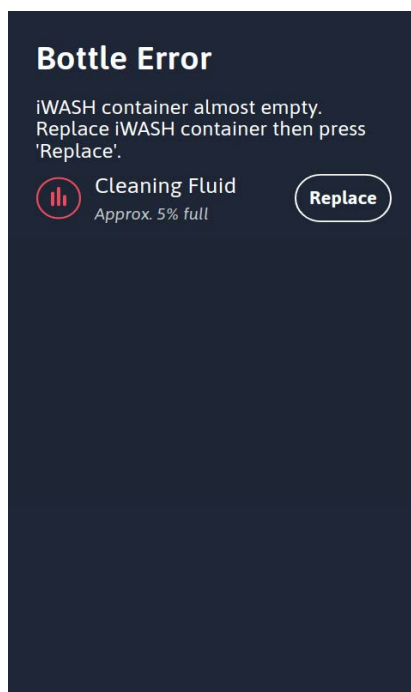 Bottle Error
iWASH container almost empty.
Replace iWASH container then press
'Replace'.
Cleaning Fluid
Replace
Approx. 5% full